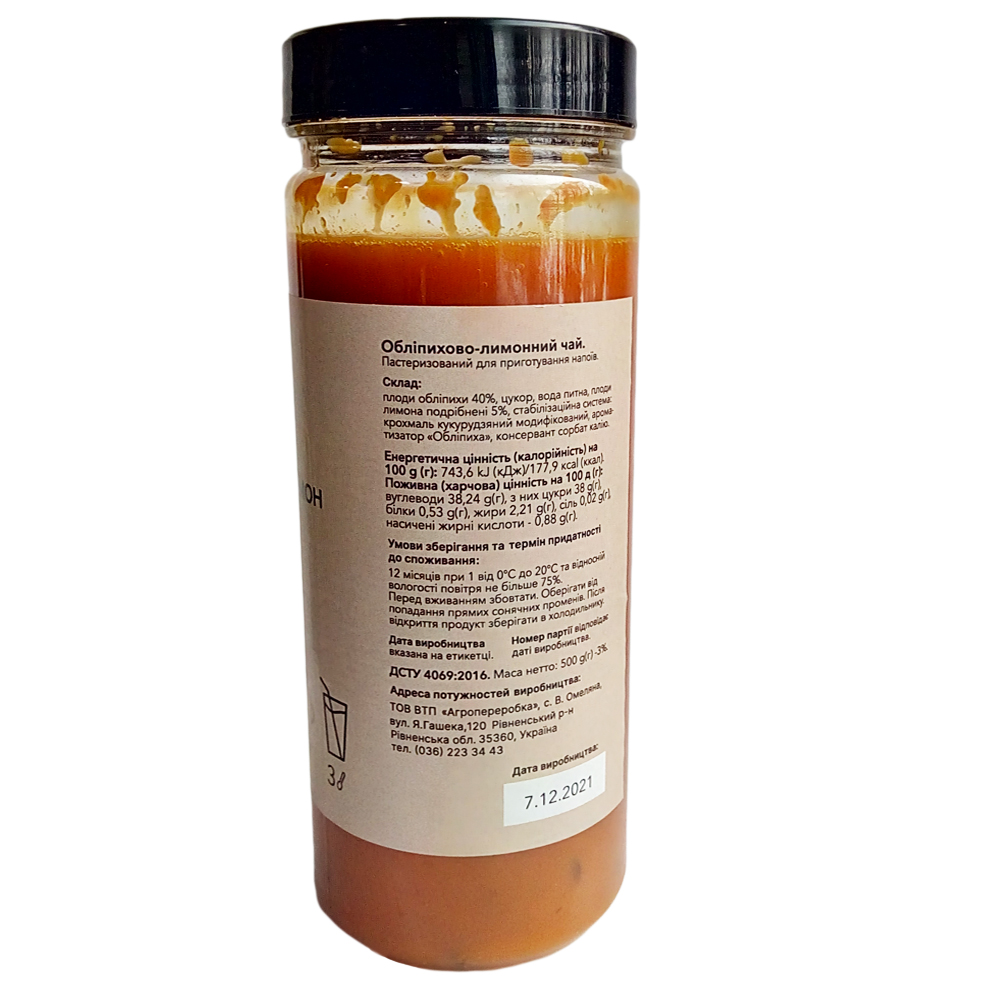 Обліпихово-лимонний чай.
Пастеризований для приготування напоїв.
Склад:
плоди обліпихи 40%, цукор, вода питна, плоди
лимона подрібнені 5%, стабілізаційна система:
крохмаль кукурудзяний модифікований, арома-
тизатор «Обліпиха», консервант сорбат калію.
Енергетична цінність (калорійність) на
100 g (г): 743,6 kJ (кДж)/177,9 kcal (ккал).
Поживна (харчова) цінність на 100 д (г):
вуглеводи 38,24 g(г), з них цукри 38 g(г),
білки 0,53 g(г), жири 2,21 g(г), сіль 0,02 g(г),
насичені жирні кислоти - 0,88 g(г).
ОН
Умови зберігання та термін придатності
до споживання:
12 місяців при 1 від 0°С до 20°С та відносній
вологості повітря не більше 75%.
Перед вживанням збовтати. Оберігати від
попадання прямих сонячних променів. Після
відкриття продукт зберігати в холодильнику.
Дата виробництва
вказана на етикетці.
Номер партії відповідає
даті виробництва.
ДСТУ 4069:2016. Маса нетто: 500 g(г) -3%.
Адреса потужностей виробництва:
ТОВ ВТП «Агропереробка», с. В. Омеляна,
вул. Я.Гашека,120 Рівненський р-н
Рівненська обл. 35360, Україна
тел. (036) 223 34 43
Дата виробництва:
7.12.2021
3л